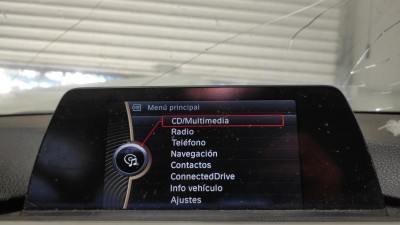 Menú principal
CD/Multimedia
Radio
Teléfono
Navegación
Contactos
ConnectedDrive
Info vehículo
Ajustes